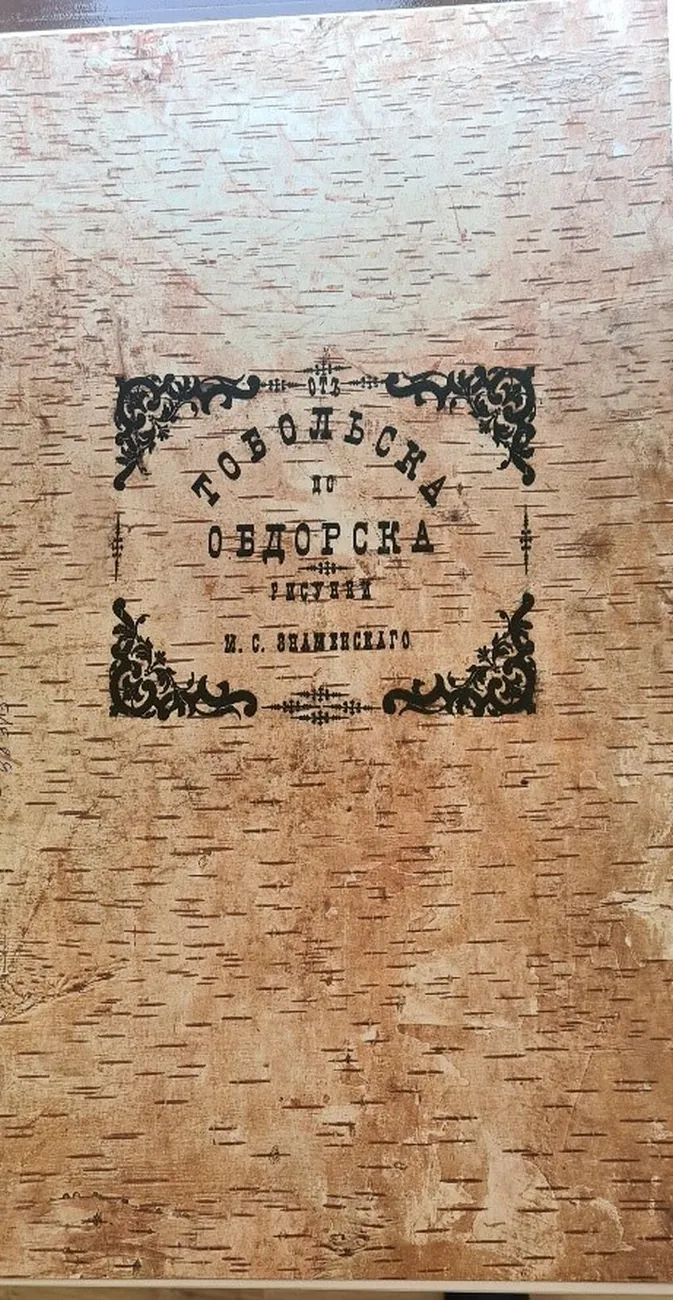 ОТЪ
ТОБОЛЬСКА
ДО
ОБДОРСКА
РИСУНКИ
М. С. ЗНАМЕНСКАГО